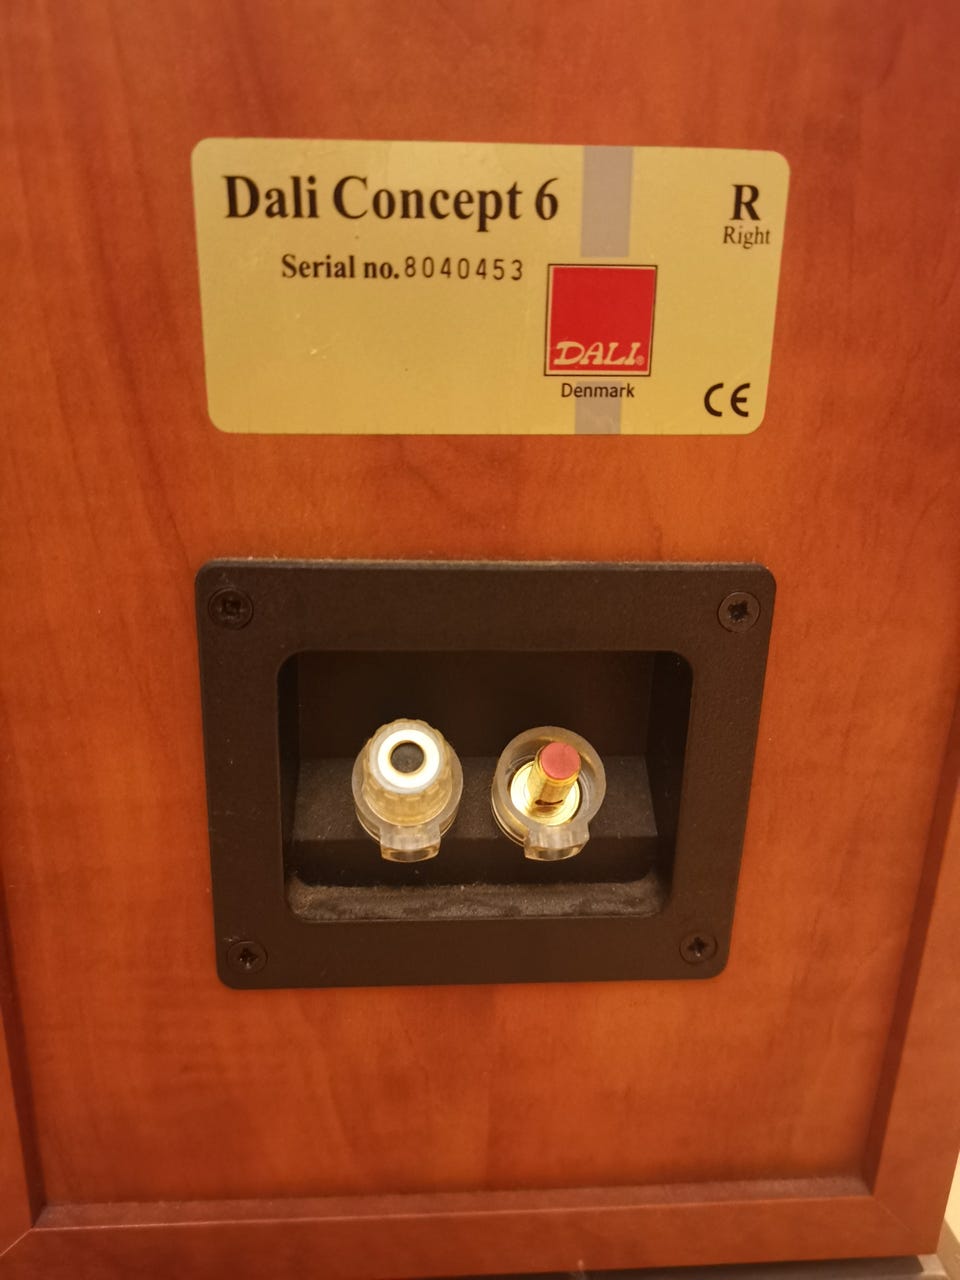 Dali Concept 6
R
Right
Serial no. 8040453
DALI®
Denmark
CE